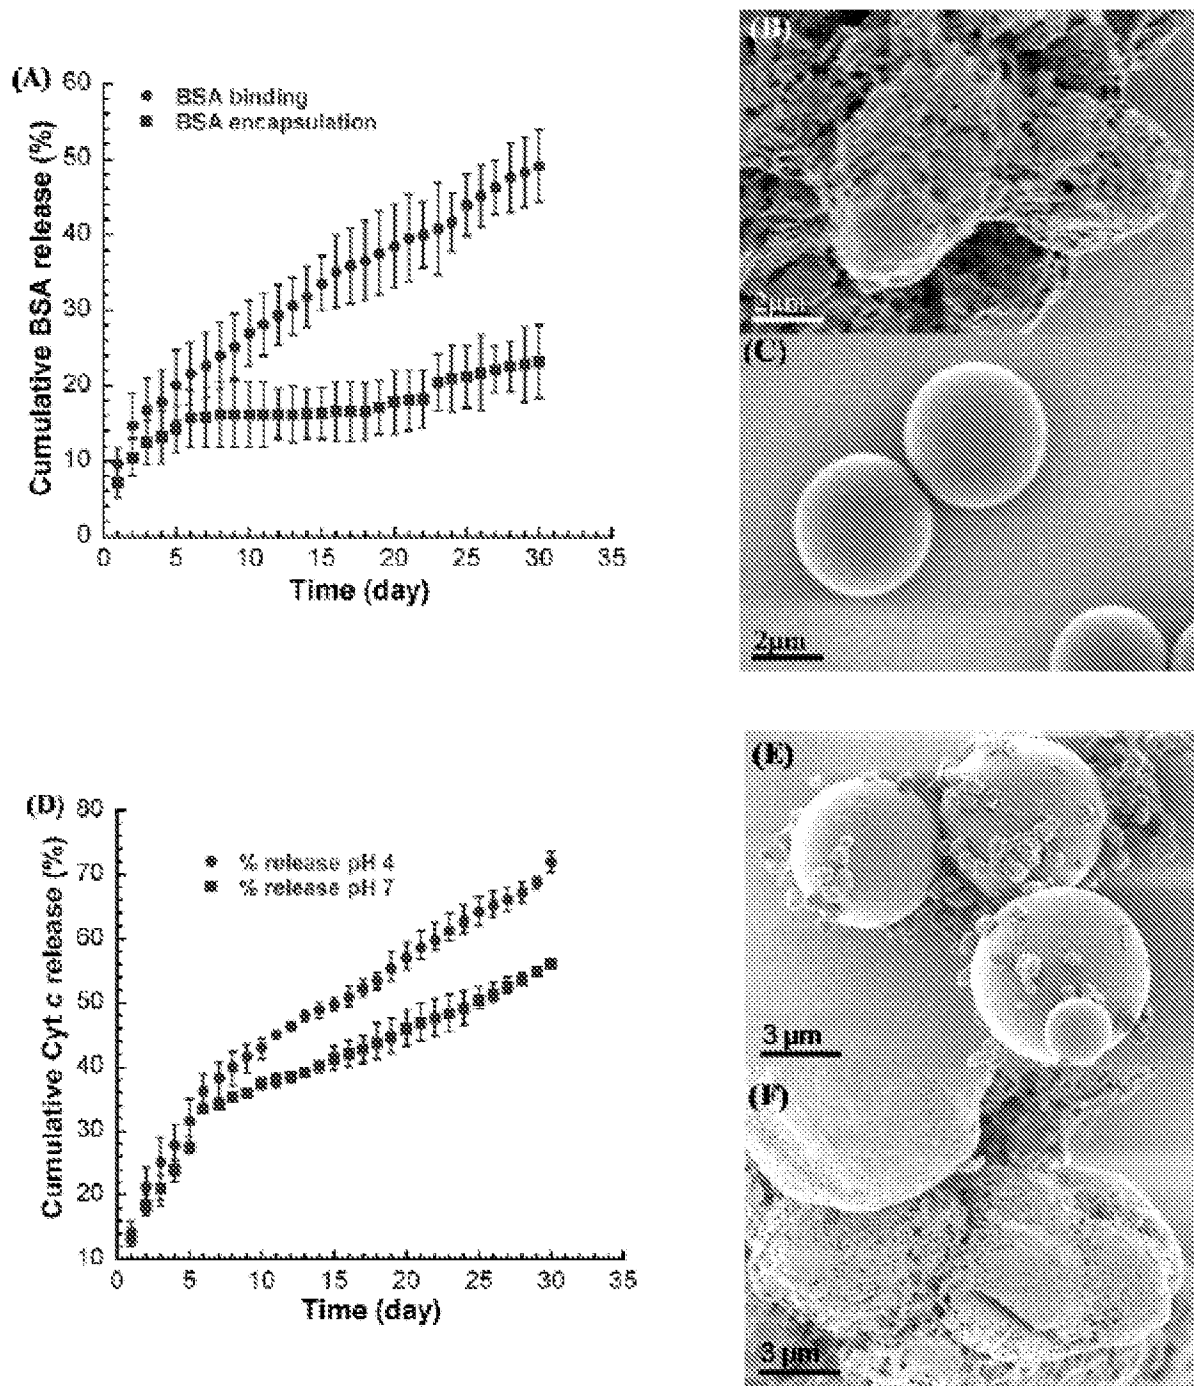 (A)
60
50
40
30
20
10
0
Cumulative BSA release (%)
BSA binding
BSA encapsulation
0 5 10 15 20 25 30 35
Time (day)
(B)
2μm
(C)
2μm
(D)
80
70
60
50
40
30
20
10
Cumulative Cyt c release (%)
% release pH 4
% release pH 7
0 5 10 15 20 25 30 35
Time (day)
(E)
3 μm
(F)
3 μm